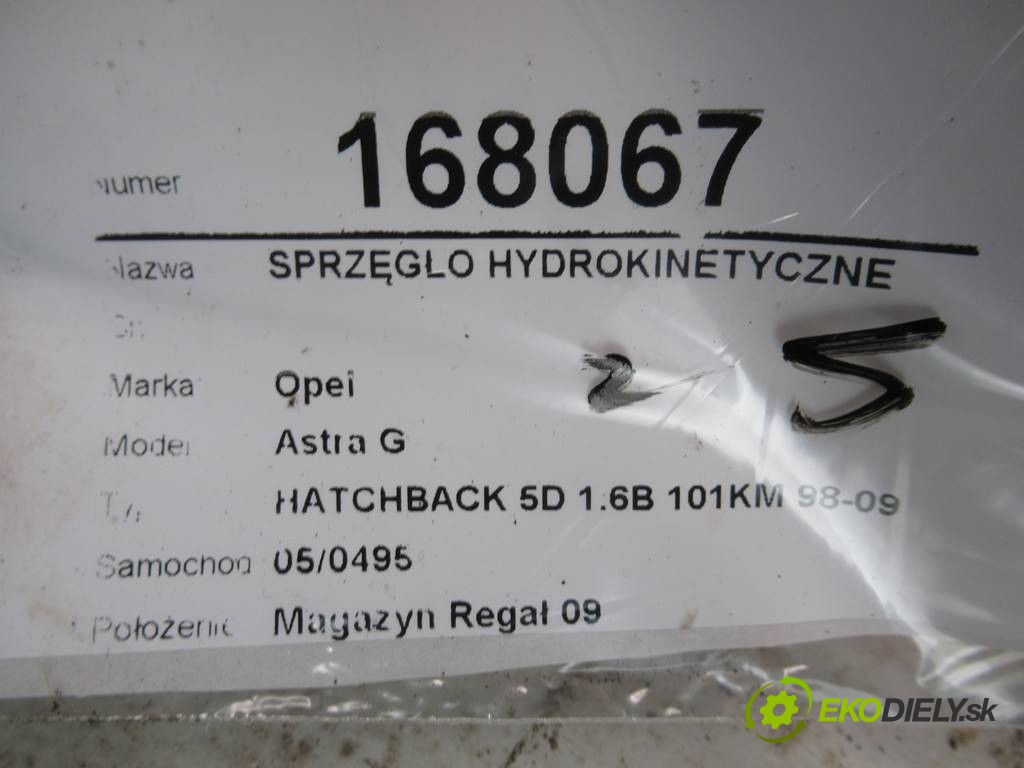 Numer 168067
Nazwa SPRZĘGŁO HYDROKINETYCZNE
Marka Opel 2 5
Model Astra G
HATCHBACK 5D 1.6B 101KM 98-09
Samochód 05/0495
Położenie Magazyn Regał 09
EKODIELY.sk